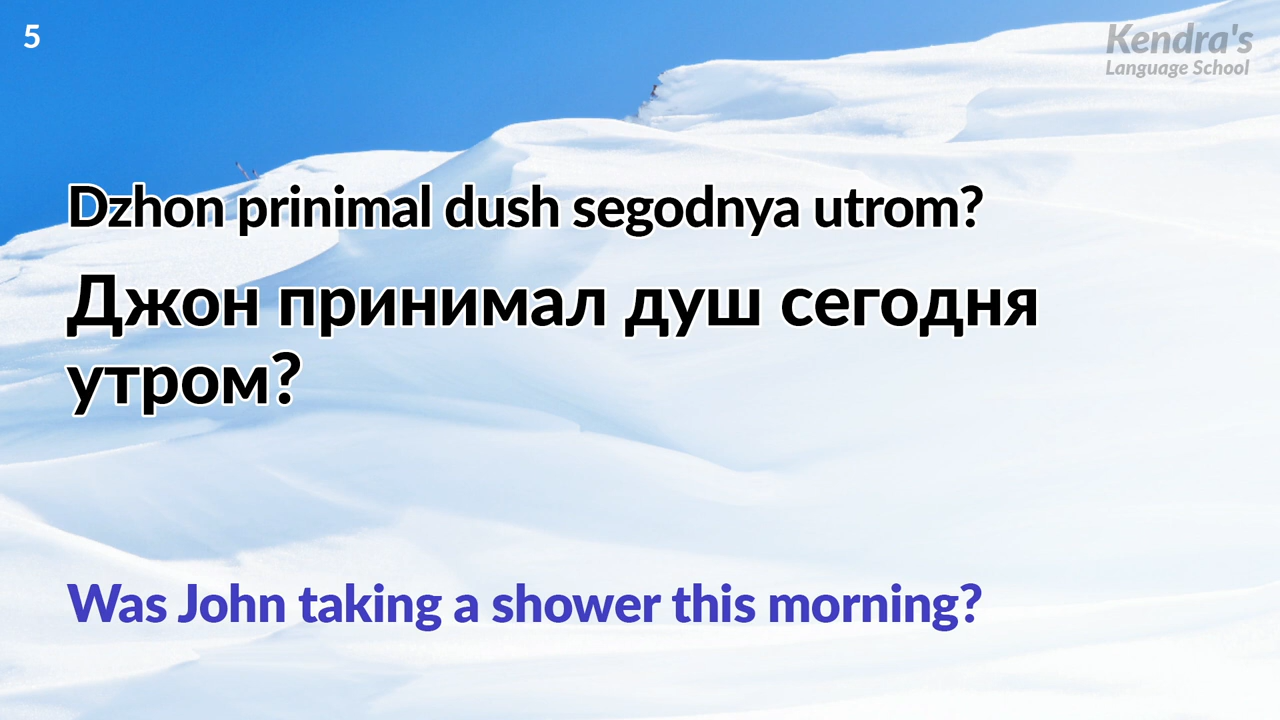 5
Kendra's
Language School
Dzhon prinimal dush segodnya utrom?
Джон принимал душ сегодня
утром?
Was John taking a shower this morning?